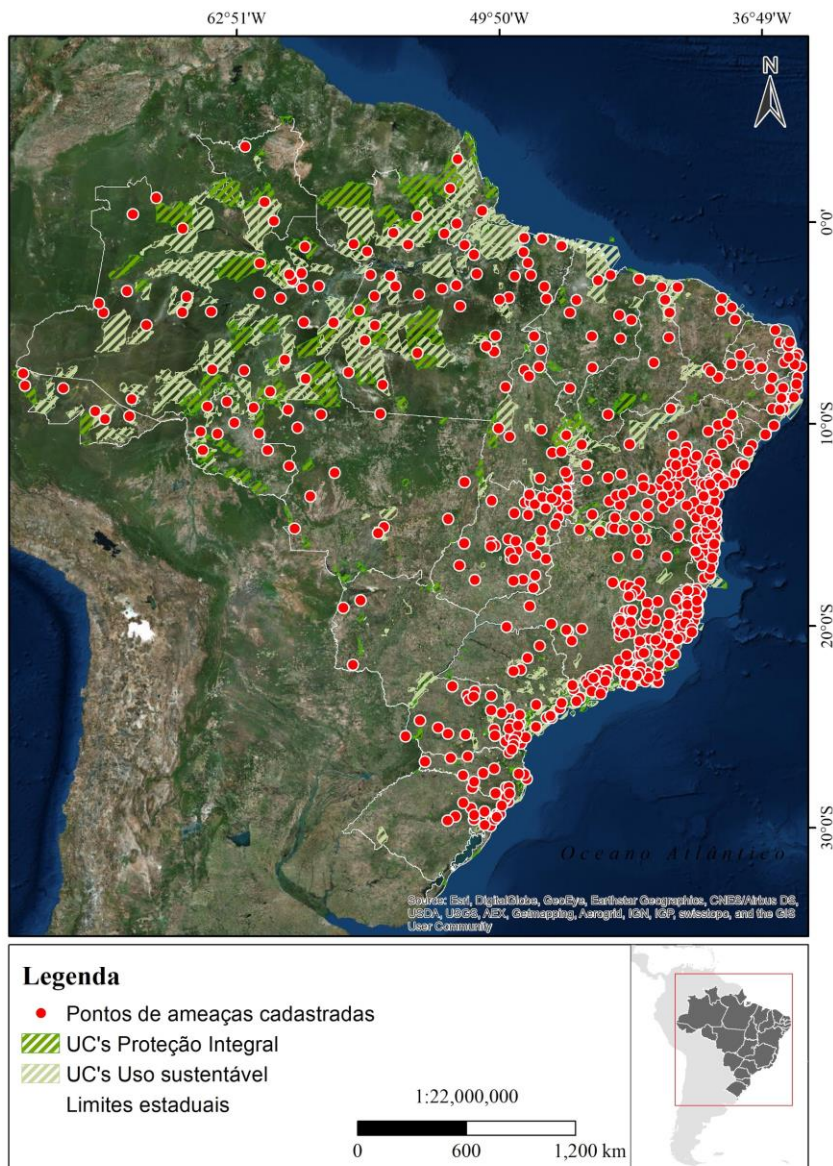 62°51'W 49°50'W 36°49'W
N
0°0'
10°0'S
20°0'S
30°0'S
Oceano Atlântico
Source: Esri, DigitalGlobe, GeoEye, Earthstar Geographics, CNES/Airbus DS,
USDA, USGS, AEX, Getmapping, Aerogrid, IGN, IGP, swisstopo, and the GIS
User Community
Legenda
Pontos de ameaças cadastradas
UC's Proteção Integral
UC's Uso sustentável
Limites estaduais
1:22,000,000
0 600 1,200 km